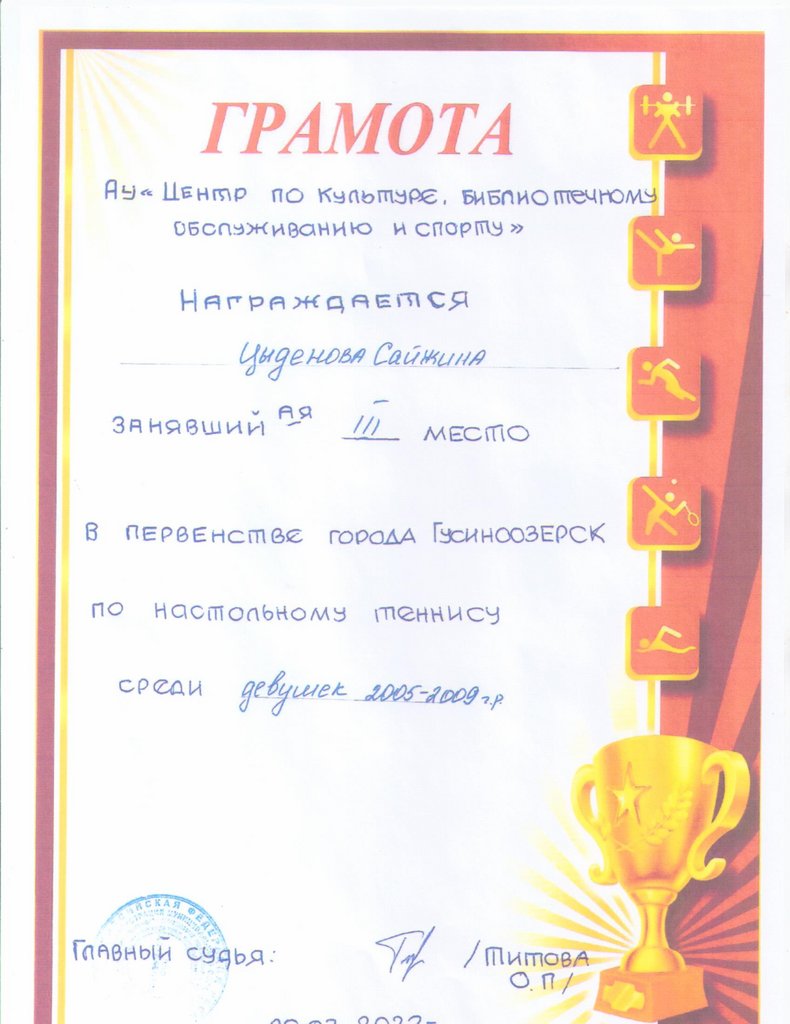 ГРАМОТА
АУ «Центр по культуре, библиотечному
обслуживанию и спорту»
Награждается
Цыденова Сайжина
занявший ая III место
В первенстве города Гусиноозерск
по настольному теннису
среди девушек 2005-2009 г.р.
Главный судья: /Титова
О.П/